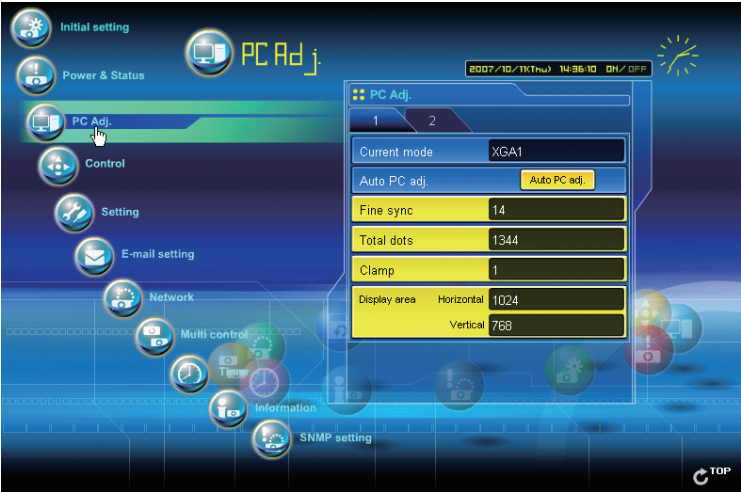 Initial setting
Power & Status
PC Adj.
Control
Setting
E-mail setting
Network
Multi control
Timer
Information
SNMP setting
PC Adj.
2007/10/11(Thu) 14:36:10 ON/OFF
PC Adj.
1 2
Current mode XGA1
Auto PC adj. Auto PC adj.
Fine sync 14
Total dots 1344
Clamp 1
Display area Horizontal 1024
Vertical 768
TOP